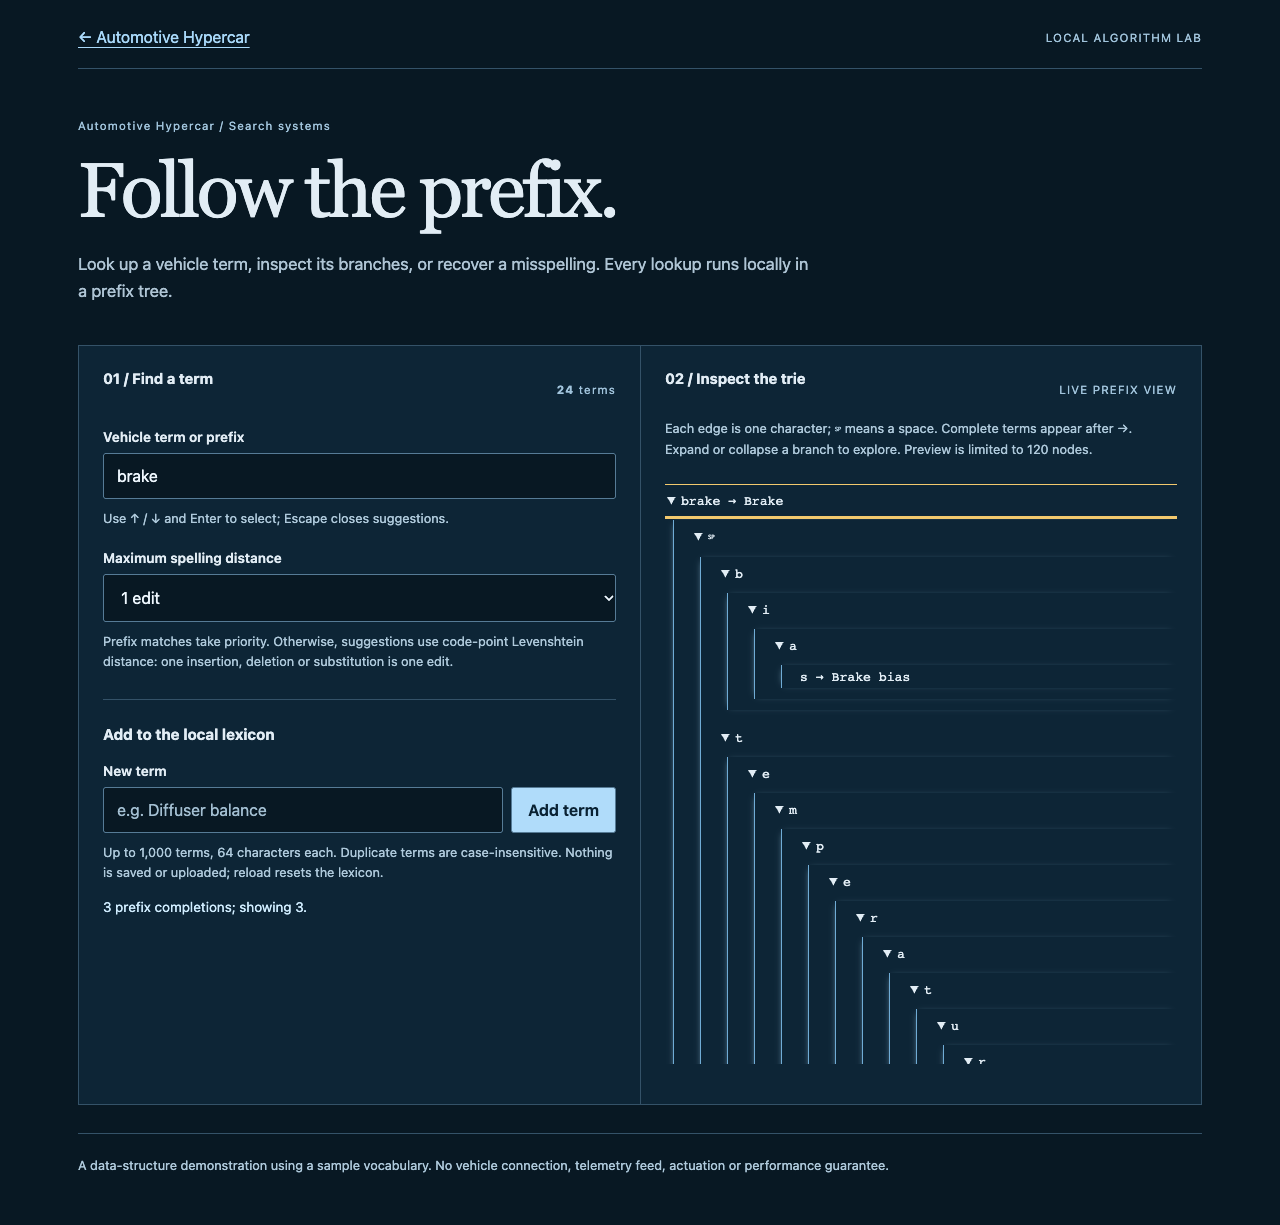 ← Automotive Hypercar
LOCAL ALGORITHM LAB
Automotive Hypercar / Search systems
Follow the prefix.
Look up a vehicle term, inspect its branches, or recover a misspelling. Every lookup runs locally in
a prefix tree.
01 / Find a term
24 terms
Vehicle term or prefix
brake
Use ↑ / ↓ and Enter to select; Escape closes suggestions.
Maximum spelling distance
1 edit
Prefix matches take priority. Otherwise, suggestions use code-point Levenshtein
distance: one insertion, deletion or substitution is one edit.
Add to the local lexicon
New term
e.g. Diffuser balance
Add term
Up to 1,000 terms, 64 characters each. Duplicate terms are case-insensitive. Nothing
is saved or uploaded; reload resets the lexicon.
3 prefix completions; showing 3.
02 / Inspect the trie
LIVE PREFIX VIEW
Each edge is one character; ␠ means a space. Complete terms appear after →.
Expand or collapse a branch to explore. Preview is limited to 120 nodes.
▼ brake → Brake
▼ ␠
▼ b
▼ i
▼ a
s → Brake bias
▼ t
▼ e
▼ m
▼ p
▼ e
▼ r
▼ a
▼ t
▼ u
▼ r
A data-structure demonstration using a sample vocabulary. No vehicle connection, telemetry feed, actuation or performance guarantee.